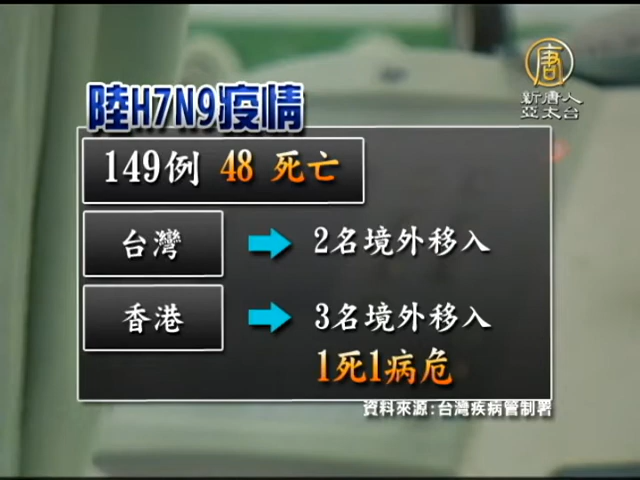 唐
新唐人
亞太台
陸H7N9疫情
149例 48 死亡
台灣
2名境外移入
香港
3名境外移入
1死1病危
資料來源:台灣疾病管制署